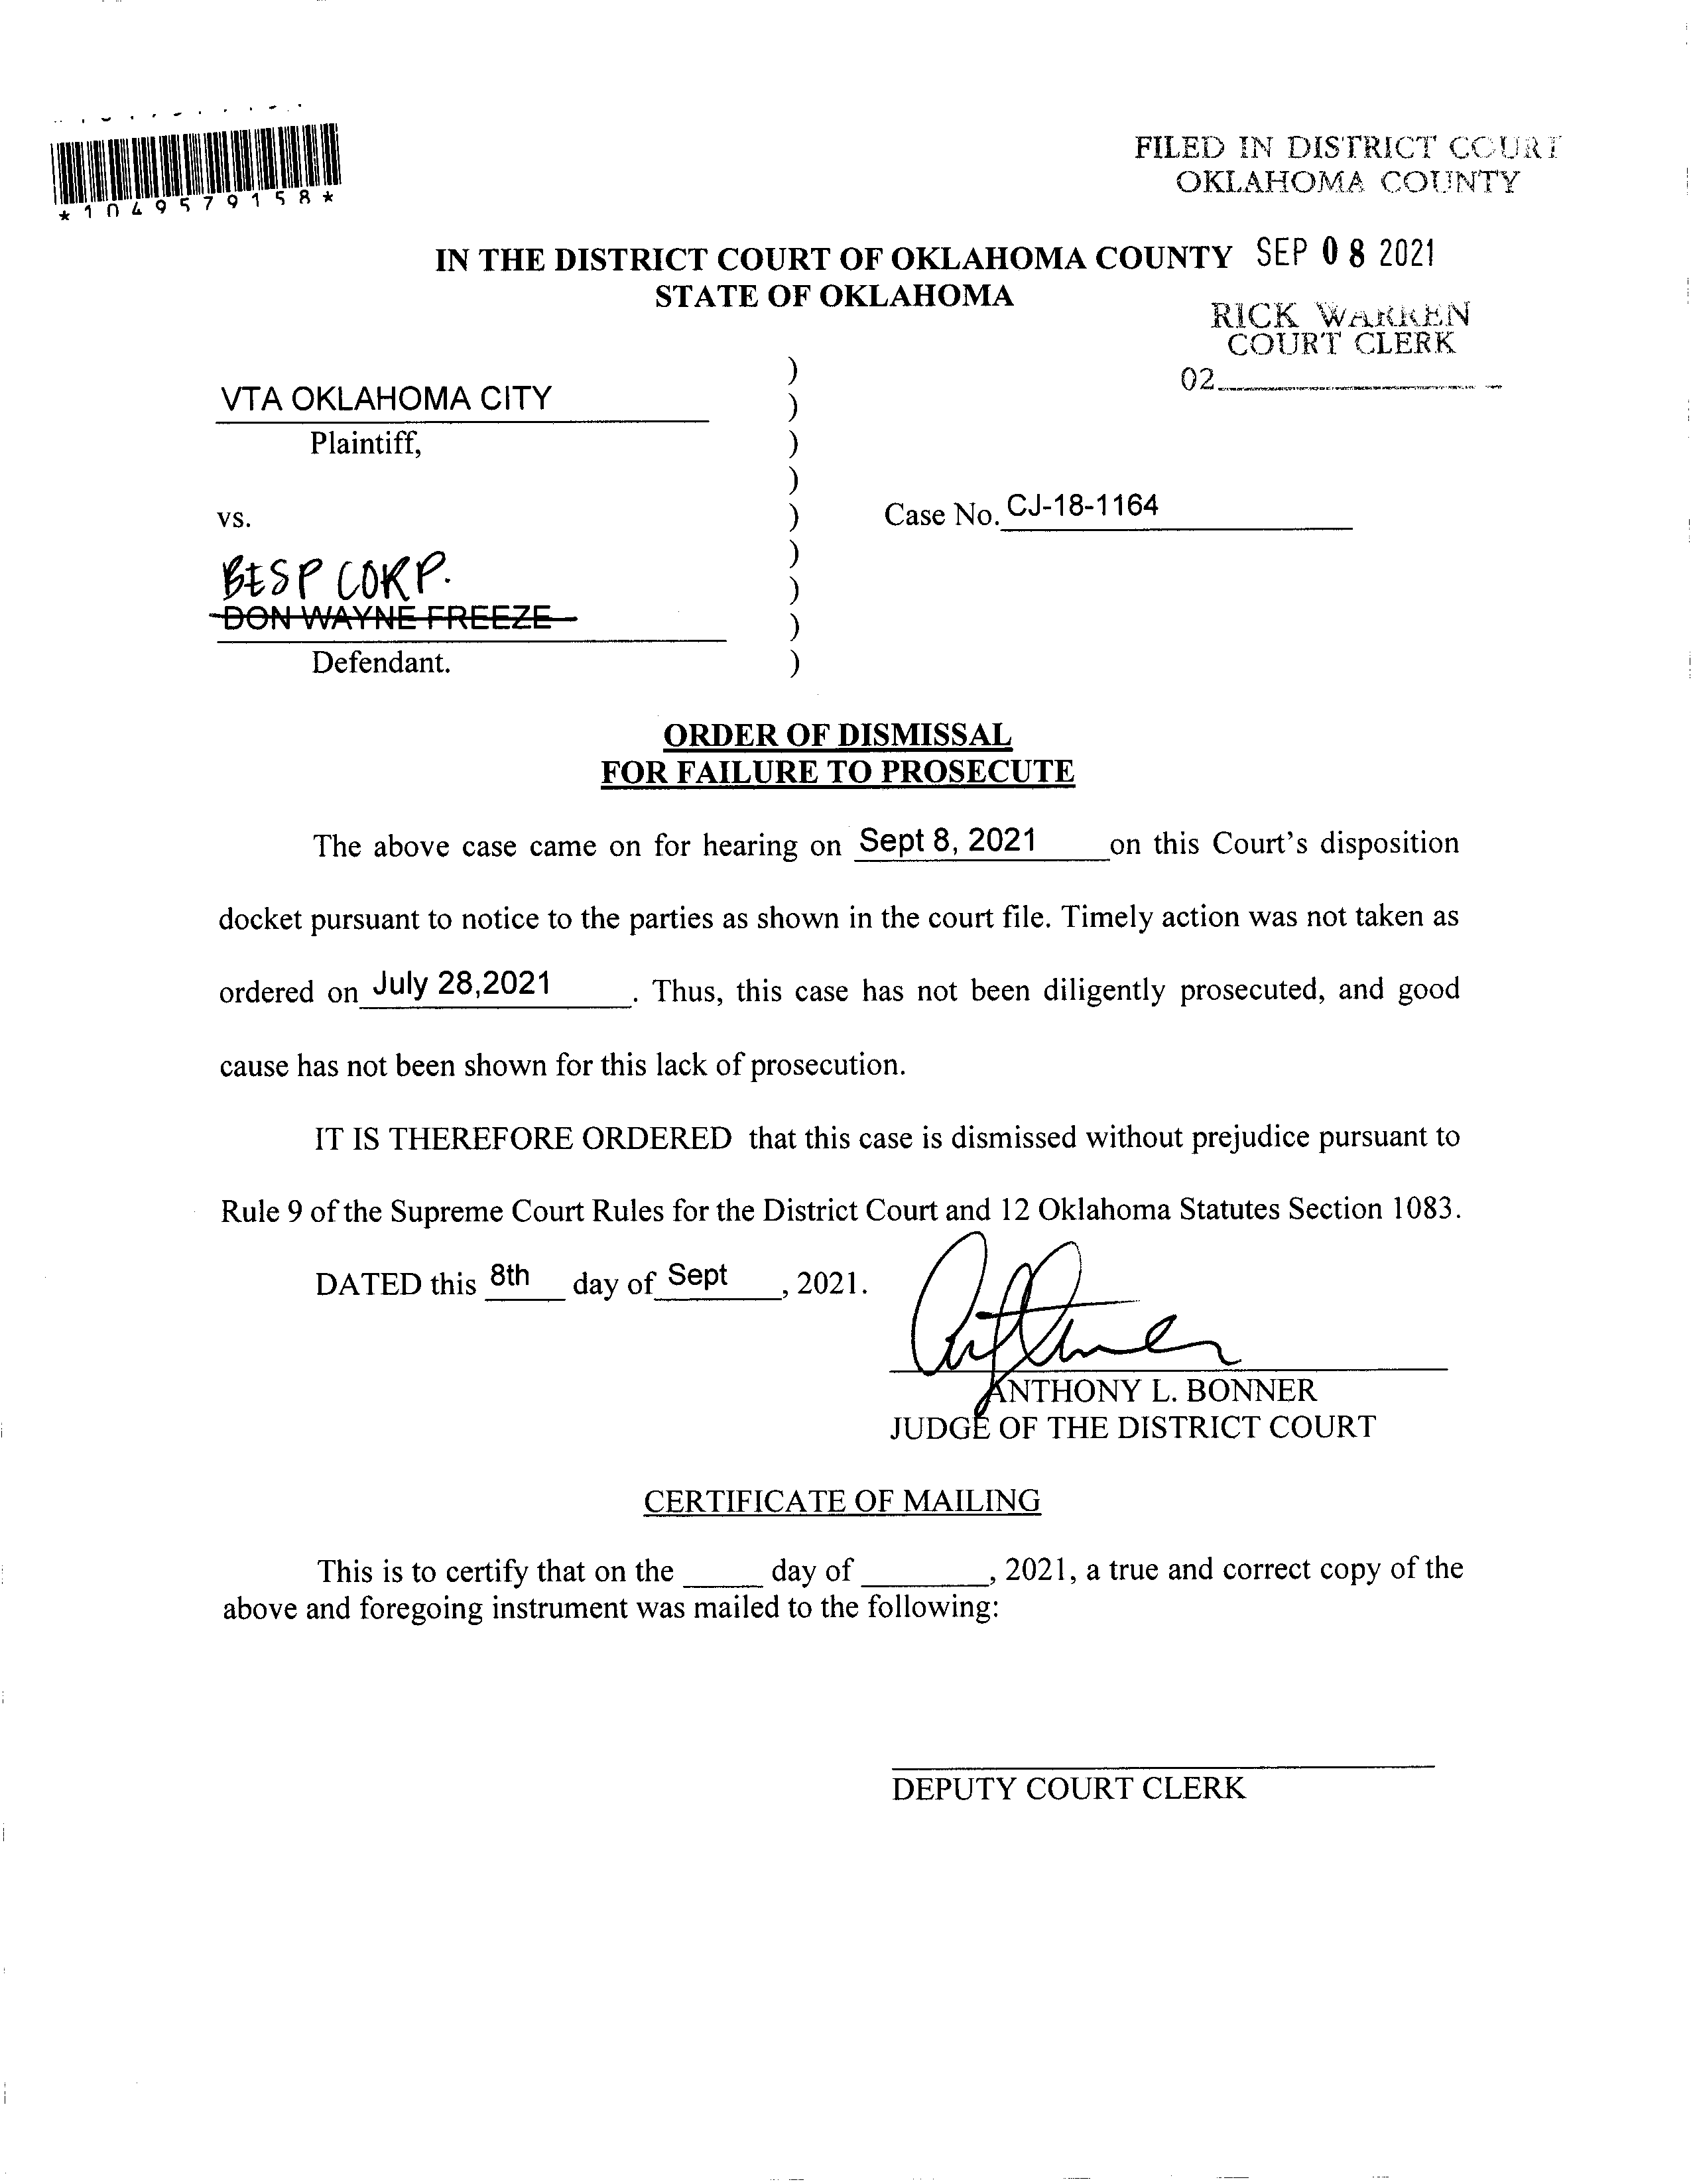 *1049579158*
FILED IN DISTRICT COURT
OKLAHOMA COUNTY
IN THE DISTRICT COURT OF OKLAHOMA COUNTY SEP 08 2021
STATE OF OKLAHOMA
RICK WARREN
COURT CLERK
02
)
VTA OKLAHOMA CITY )
Plaintiff, )
)
vs. ) Case No. CJ-18-1164
)
BESP CORP. )
DON WAYNE FREEZE )
Defendant. )
ORDER OF DISMISSAL
FOR FAILURE TO PROSECUTE
The above case came on for hearing on Sept 8, 2021 on this Court's disposition
docket pursuant to notice to the parties as shown in the court file. Timely action was not taken as
ordered on July 28,2021. Thus, this case has not been diligently prosecuted, and good
cause has not been shown for this lack of prosecution.
IT IS THEREFORE ORDERED that this case is dismissed without prejudice pursuant to
Rule 9 of the Supreme Court Rules for the District Court and 12 Oklahoma Statutes Section 1083.
DATED this 8th day of Sept, 2021.
ANTHONY L. BONNER
JUDGE OF THE DISTRICT COURT
CERTIFICATE OF MAILING
This is to certify that on the _____ day of ________, 2021, a true and correct copy of the
above and foregoing instrument was mailed to the following:
DEPUTY COURT CLERK